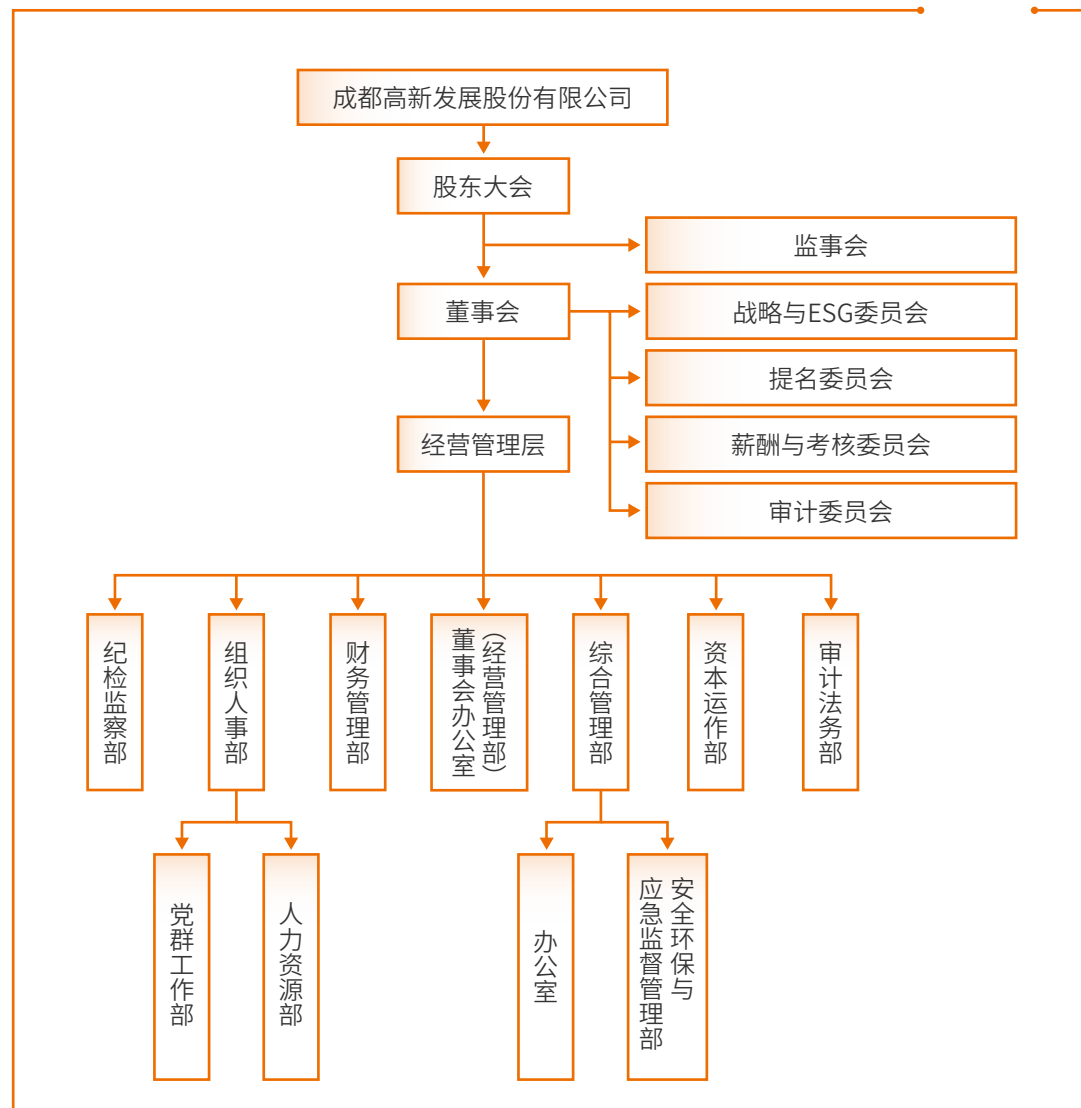 成都高新发展股份有限公司
股东大会
监事会
董事会
战略与ESG委员会
提名委员会
经营管理层
薪酬与考核委员会
审计委员会
纪检监察部
组织人事部
财务管理部
董事会办公室
（经营管理部）
综合管理部
资本运作部
审计法务部
党群工作部
人力资源部
办公室
安全环保与
应急监督管理部